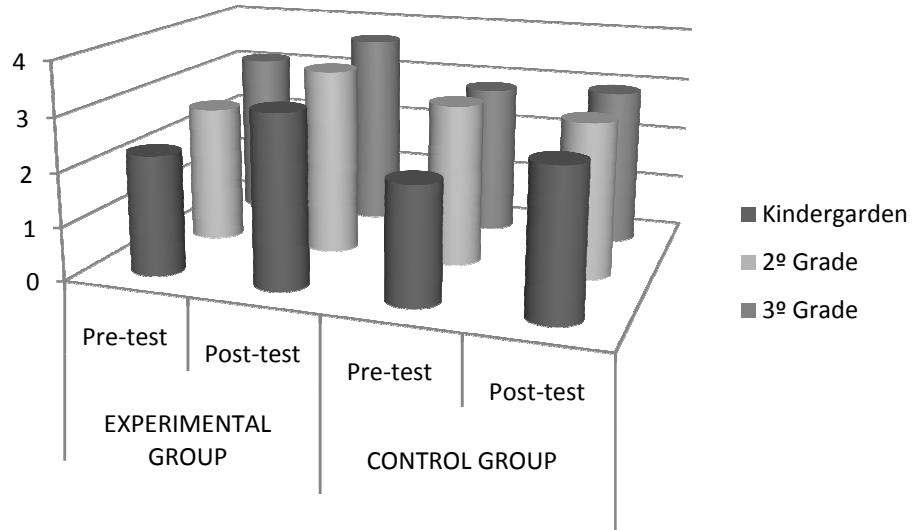 4
3
2
1
0
Pre-test
Post-test
Pre-test
Post-test
EXPERIMENTAL
GROUP
CONTROL GROUP
Kindergarden
2º Grade
3º Grade